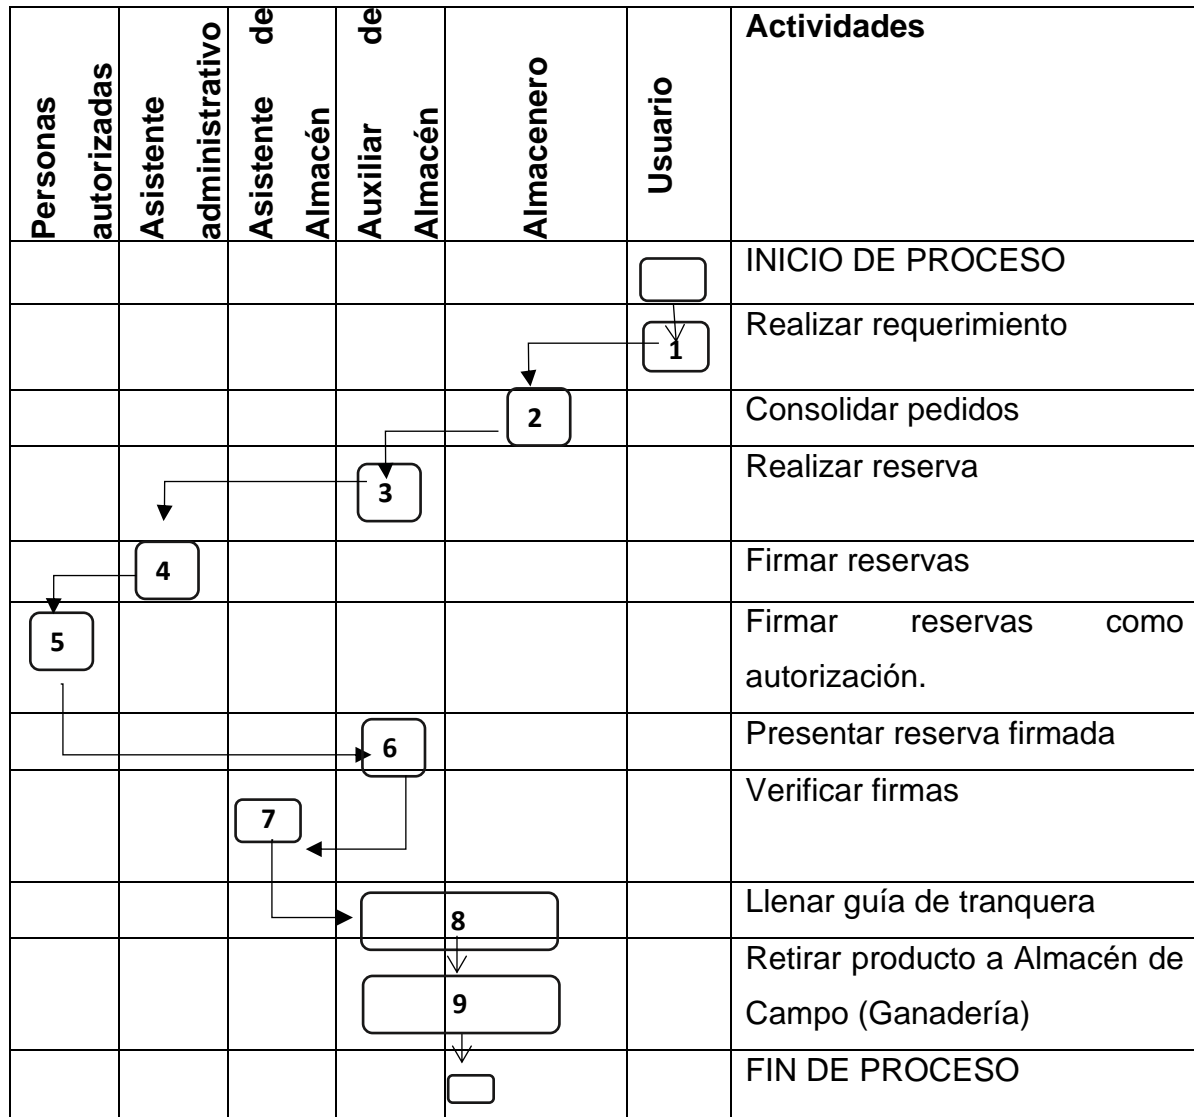 Personas
autorizadas
Asistente
administrativo
Asistente de
Almacén
Auxiliar de
Almacén
Almacenero
Usuario
Actividades
INICIO DE PROCESO
1
Realizar requerimiento
2
Consolidar pedidos
3
Realizar reserva
4
Firmar reservas
5
Firmar reservas como
autorización.
6
Presentar reserva firmada
7
Verificar firmas
8
Llenar guía de tranquera
9
Retirar producto a Almacén de
Campo (Ganadería)
FIN DE PROCESO